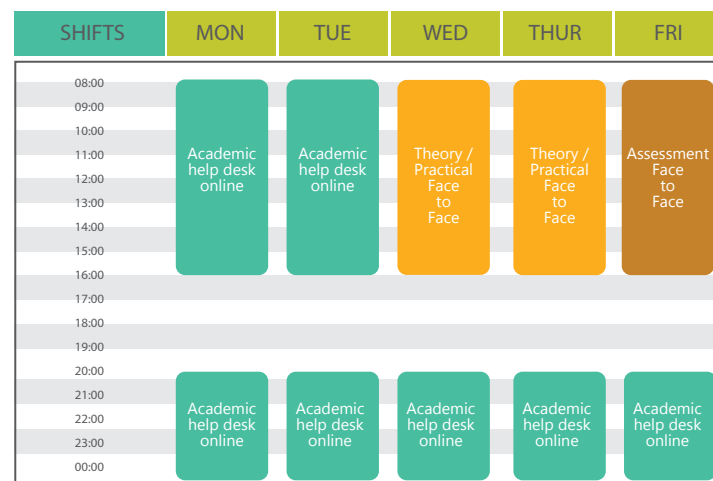 SHIFTS MON TUE WED THUR FRI
08:00
09:00
10:00
11:00
12:00
13:00
14:00
15:00
16:00
17:00
18:00
19:00
20:00
21:00
22:00
23:00
00:00
Academic
help desk
online
Academic
help desk
online
Theory /
Practical
Face
to
Face
Theory /
Practical
Face
to
Face
Assessment
Face
to
Face
Academic
help desk
online
Academic
help desk
online
Academic
help desk
online
Academic
help desk
online
Academic
help desk
online